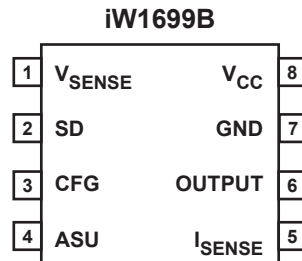 iW1699B
1 VSENSE VCC 8
2 SD GND 7
3 CFG OUTPUT 6
4 ASU ISENSE 5